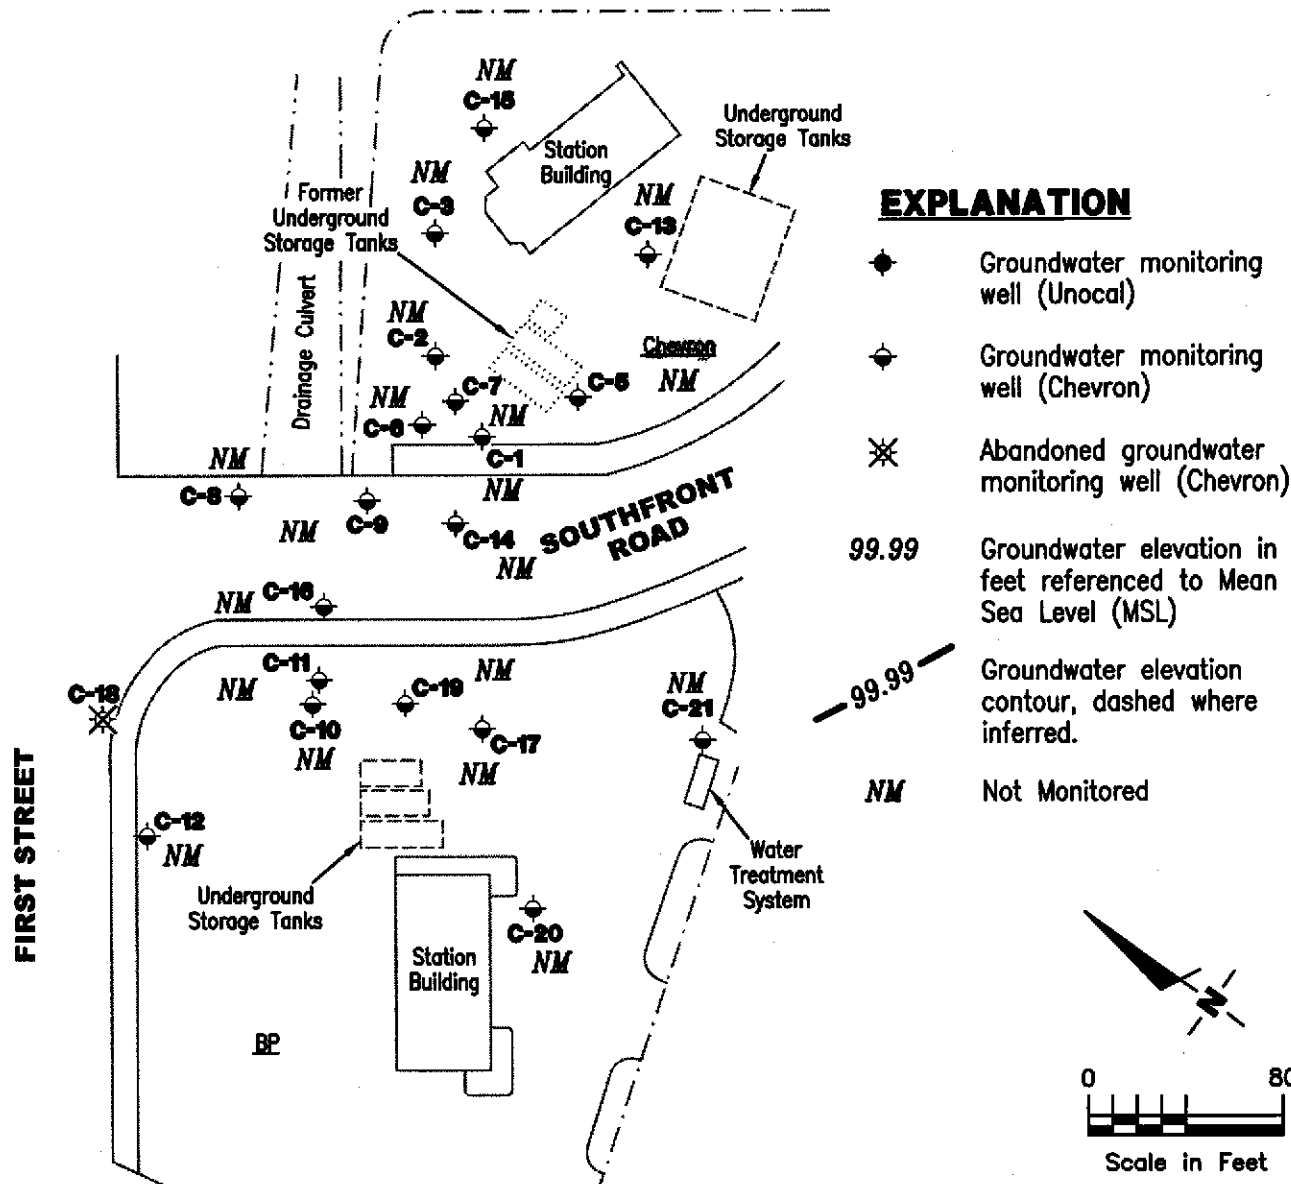 NM
C-15
Station
Building
Underground
Storage Tanks
NM
C-3
Former
Underground
Storage Tanks
NM
C-13
Drainage Culvert
NM
C-2
Chevron
NM
C-5
C-7
NM
C-6
NM
C-1
NM
NM
C-8
NM
C-9
C-14
NM
SOUTHFRONT
ROAD
NM
C-16
C-11
NM
C-10
NM
C-19
NM
C-17
NM
NM
C-21
C-18
FIRST STREET
C-12
NM
Underground
Storage Tanks
Water
Treatment
System
C-20
NM
Station
Building
BP
EXPLANATION
Groundwater monitoring
well (Unocal)
Groundwater monitoring
well (Chevron)
Abandoned groundwater
monitoring well (Chevron)
99.99
Groundwater elevation in
feet referenced to Mean
Sea Level (MSL)
99.99
Groundwater elevation
contour, dashed where
inferred.
NM
Not Monitored
N
0
80
Scale in Feet